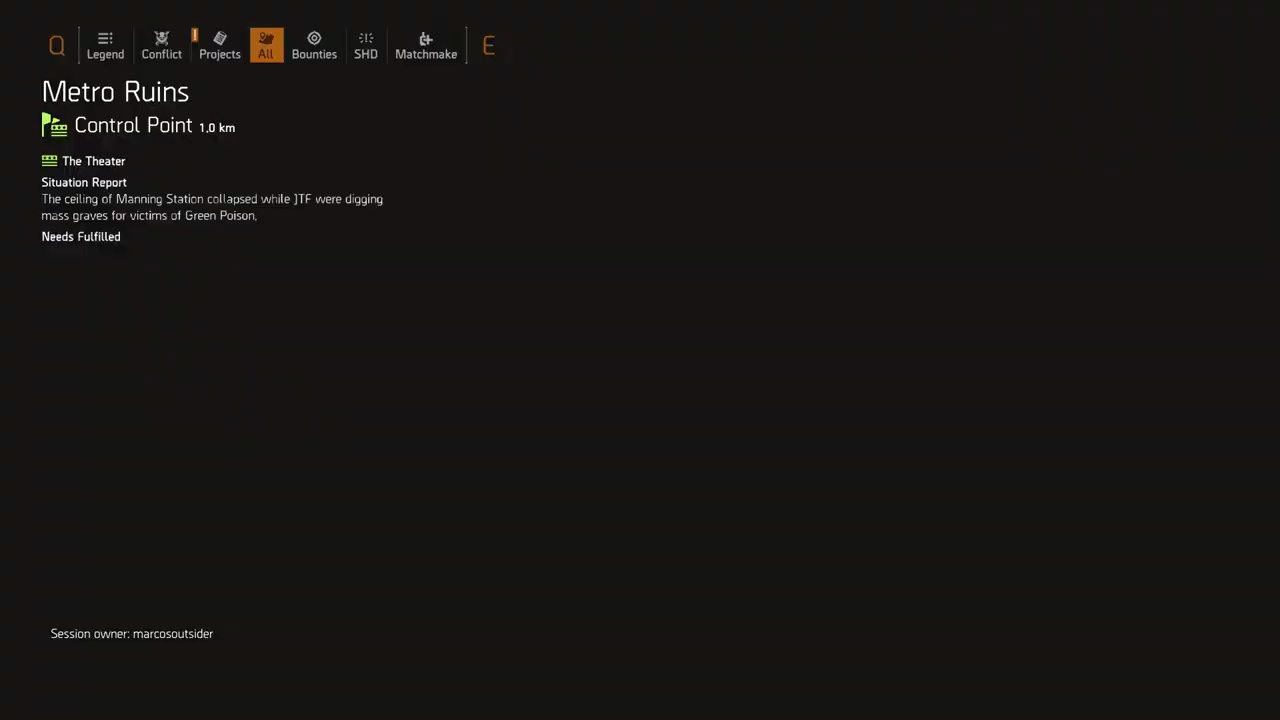 Q Legend Conflict Projects All Bounties SHD Matchmake E
Metro Ruins
Control Point 1.0 km
The Theater
Situation Report
The ceiling of Manning Station collapsed while JTF were digging
mass graves for victims of Green Poison.
Needs Fulfilled
Session owner: marcosoutsider